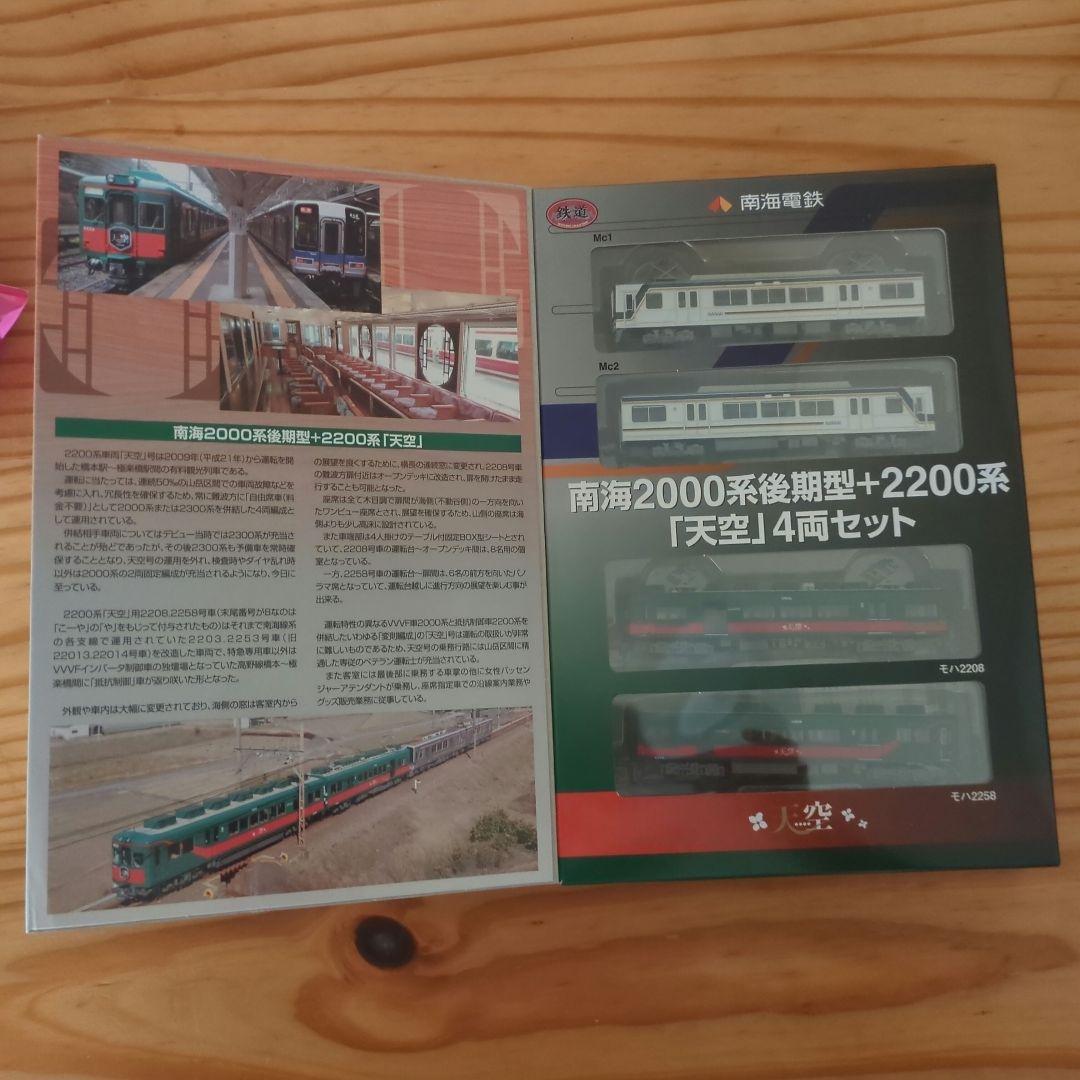 南海2000系後期型+2200系「天空」
2200系車両「天空」号は2009年(平成21年)から運転を開
始した橋本駅〜極楽橋駅間の有料観光列車である。
運転に当たっては、連続50‰の山岳区間での車両故障などを
考慮に入れ、冗長性を確保するため、常に難波方に「自由席車(料
金不要)」として2000系または2300系を併結した4両編成と
して運用されている。
併結相手車両についてはデビュー当時では2300系が充当さ
れることが殆どであったが、その後2300系も予備車を常時確
保することとなり、天空号の運用を外れ、検査時やダイヤ乱れ時
以外は2000系の2両固定編成が充当されるようになり、今日に
至っている。
2200系「天空」用2208.2258号車(末尾番号が8なのは
「こーや」の「や」をもじって付与されたもの)はそれまで南海線系
の各支線で運用されていた2203.2253号車(旧
22013.22014号車)を改造した車両で、特急専用車以外は
VVVFインバータ制御車の独壇場となっていた高野線橋本〜極
楽橋間に「抵抗制御」車が返り咲いた形となった。
外観や車内は大幅に変更されており、海側の窓は客室内から
の展望を良くするために、横長の連続窓に変更され、2208号車
の難波方扉付近はオープンデッキに改造され、扉を開けたまま走
行することも可能となった。
座席は全て木目調で扉間が海側(不動谷側)の一方向を向い
たワンビュー座席とされ、展望を確保するため、山側の座席は海
側よりも少し高床に設計されている。
また車端部は4人掛けのテーブル付固定BOX型シートとされ
ていて、2208号車の運転台〜オープンデッキ間は、8名用の個
室となっている。
一方、2258号車の運転台〜扉間は、6名の前方を向いたパノ
ラマ席となっていて、運転台越しに進行方向の展望を楽しむ事が
出来る。
運転特性の異なるVVVF車2000系と抵抗制御車2200系を
併結したいわゆる「変則編成」の「天空」号は運転の取扱いが非常
に難しいものであるため、天空号の乗務行路には山岳区間に精
通した専従のベテラン運転士が充当されている。
また客室には最後部に乗務する車掌の他に女性パッセン
ジャーアテンダントが乗務し、座席指定車での沿線案内業務や
グッズ販売業務に従事している。
鉄道
南海電鉄
Mc1
Mc2
南海2000系後期型+2200系
「天空」4両セット
モハ2208
モハ2258
天空